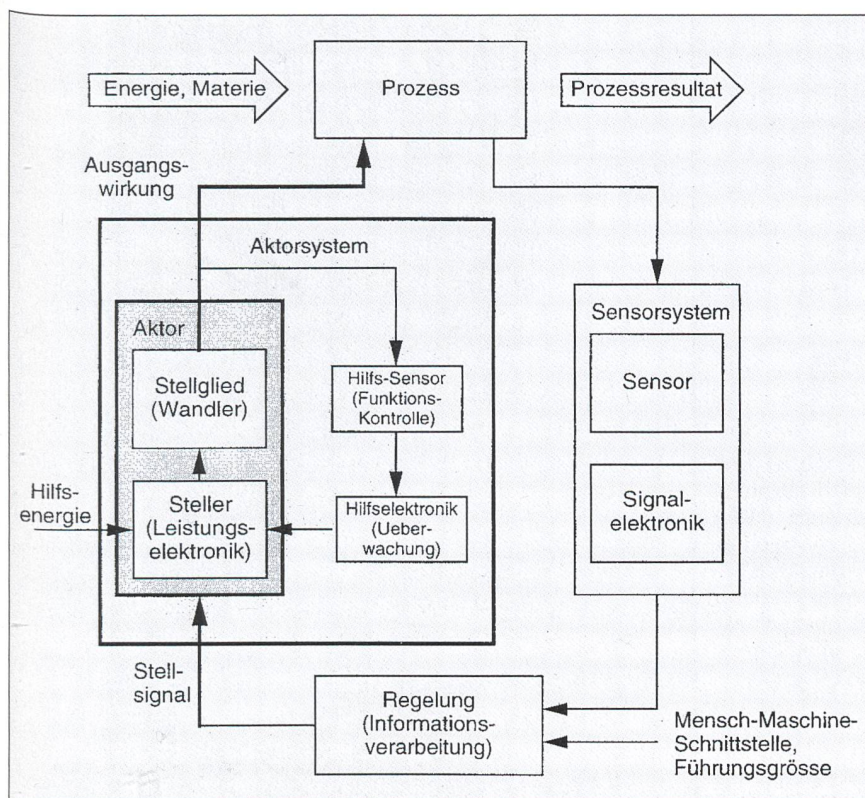 Energie, Materie
Prozess
Prozessresultat
Ausgangs-
wirkung
Aktorsystem
Aktor
Stellglied
(Wandler)
Hilfs-Sensor
(Funktions-
Kontrolle)
Sensorsystem
Sensor
Hilfs-
energie
Steller
(Leistungs-
elektronik)
Hilfselektronik
(Ueber-
wachung)
Signal-
elektronik
Stell-
signal
Regelung
(Informations-
verarbeitung)
Mensch-Maschine-
Schnittstelle,
Führungsgrösse